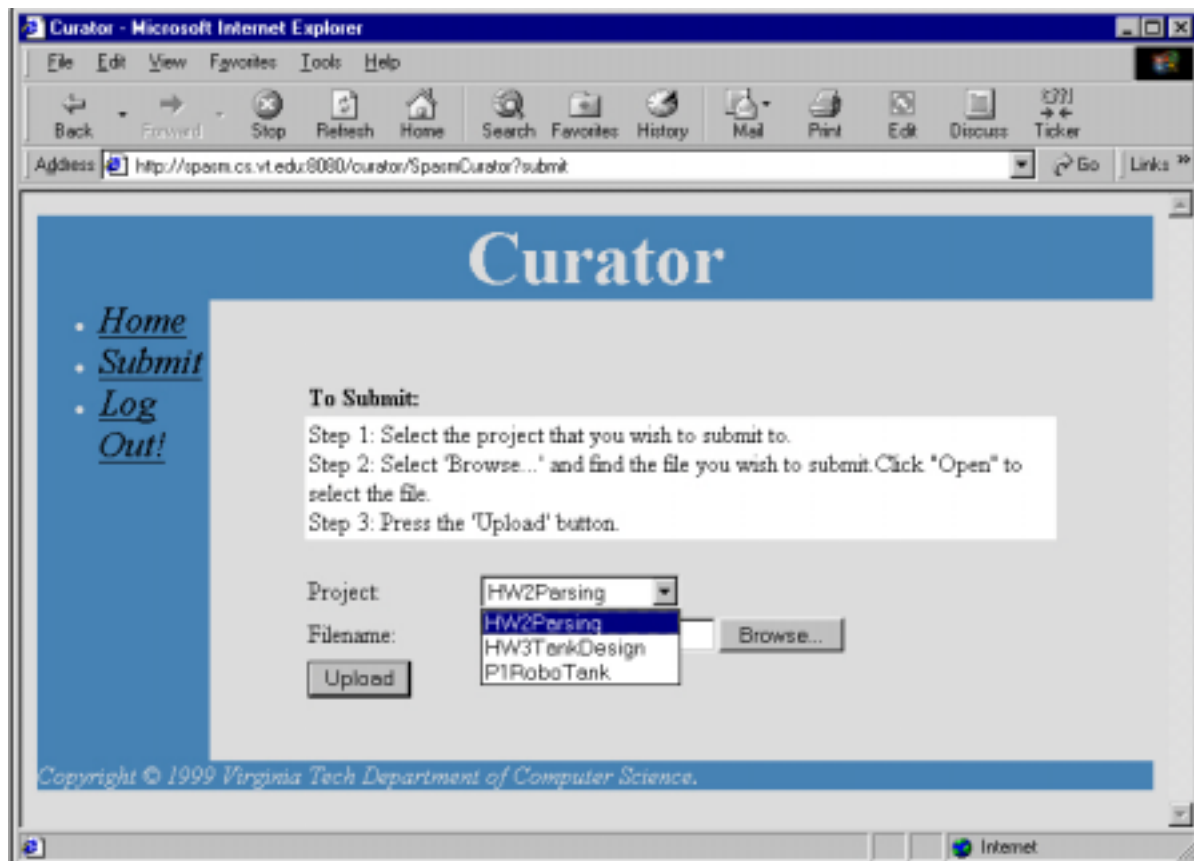 Curator - Microsoft Internet Explorer
File Edit View Favorites Tools Help
Back Forward Stop Refresh Home Search Favorites History Mail Print Edit Discuss Ticker
Address http://spasm.cs.vt.edu:8080/curator/SpasmCurator?submit Go Links »
Curator
Home
Submit
Log
Out!
To Submit:
Step 1: Select the project that you wish to submit to.
Step 2: Select 'Browse...' and find the file you wish to submit.Click "Open" to
select the file.
Step 3: Press the 'Upload' button.
Project: HW2Parsing
HW2Parsing
Filename: Browse...
HW3TankDesign
P1RoboTank
Upload
Copyright © 1999 Virginia Tech Department of Computer Science.
Internet